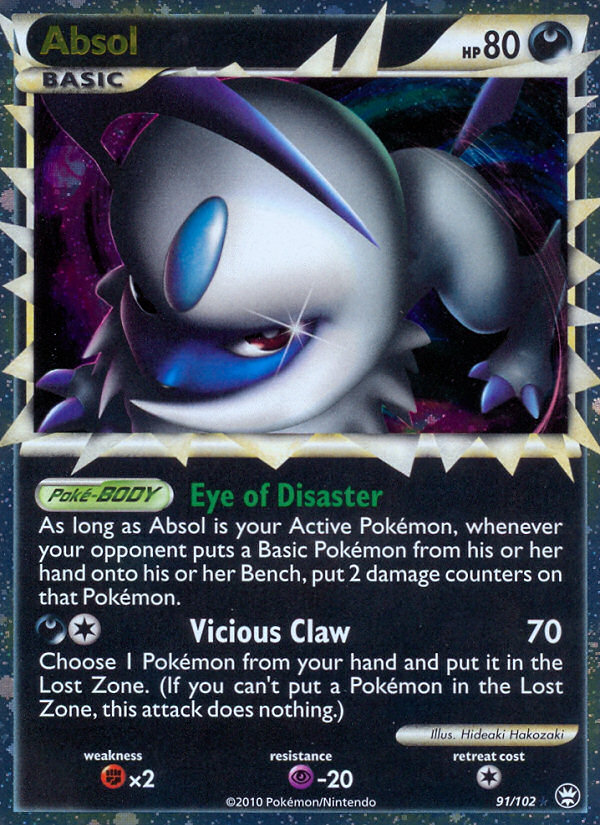 Absol
HP 80
BASIC
Poké-BODY Eye of Disaster
As long as Absol is your Active Pokémon, whenever
your opponent puts a Basic Pokémon from his or her
hand onto his or her Bench, put 2 damage counters on
that Pokémon.
Vicious Claw 70
Choose 1 Pokémon from your hand and put it in the
Lost Zone. (If you can't put a Pokémon in the Lost
Zone, this attack does nothing.)
Illus. Hideaki Hakozaki
weakness resistance retreat cost
×2 -20
©2010 Pokémon/Nintendo 91/102